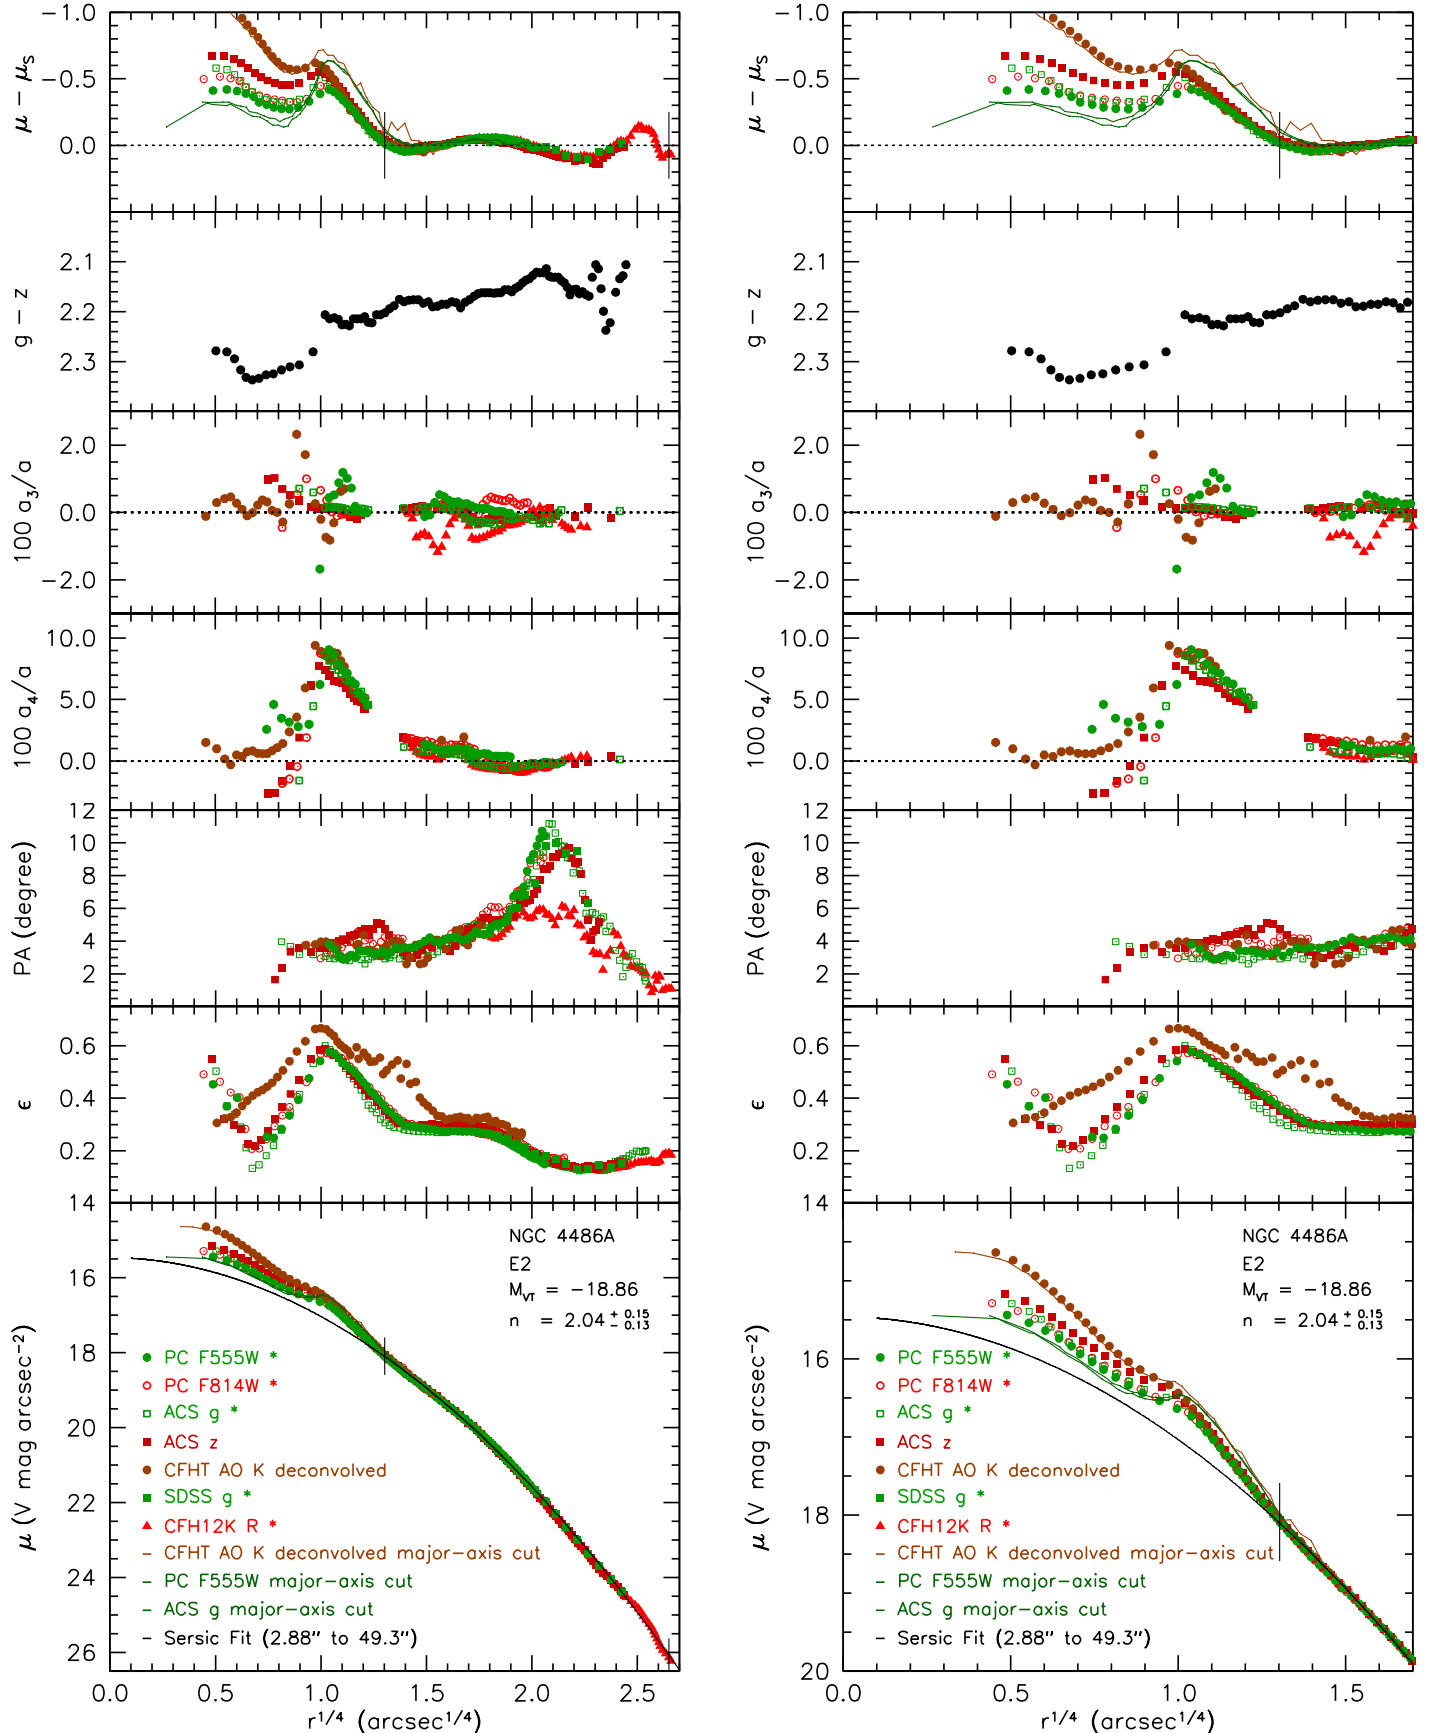 −1.0
−0.5
0.0
μ − μS
2.1
2.2
2.3
g − z
2.0
0.0
−2.0
100 a3/a
10.0
5.0
0.0
100 a4/a
12
10
8
6
4
2
PA (degree)
0.6
0.4
0.2
ϵ
14
16
18
20
22
24
26
μ (V mag arcsec−2)
NGC 4486A
E2
MVT = −18.86
n = 2.04 + 0.15 − 0.13
PC F555W *
PC F814W *
ACS g *
ACS z
CFHT AO K deconvolved
SDSS g *
CFH12K R *
CFHT AO K deconvolved major−axis cut
PC F555W major−axis cut
ACS g major−axis cut
Sersic Fit (2.88″ to 49.3″)
0.0 0.5 1.0 1.5 2.0 2.5
r1/4 (arcsec1/4)
−1.0
−0.5
0.0
μ − μS
2.1
2.2
2.3
g − z
2.0
0.0
−2.0
100 a3/a
10.0
5.0
0.0
100 a4/a
12
10
8
6
4
2
PA (degree)
0.6
0.4
0.2
ϵ
14
16
18
20
μ (V mag arcsec−2)
NGC 4486A
E2
MVT = −18.86
n = 2.04 + 0.15 − 0.13
PC F555W *
PC F814W *
ACS g *
ACS z
CFHT AO K deconvolved
SDSS g *
CFH12K R *
CFHT AO K deconvolved major−axis cut
PC F555W major−axis cut
ACS g major−axis cut
Sersic Fit (2.88″ to 49.3″)
0.0 0.5 1.0 1.5
r1/4 (arcsec1/4)